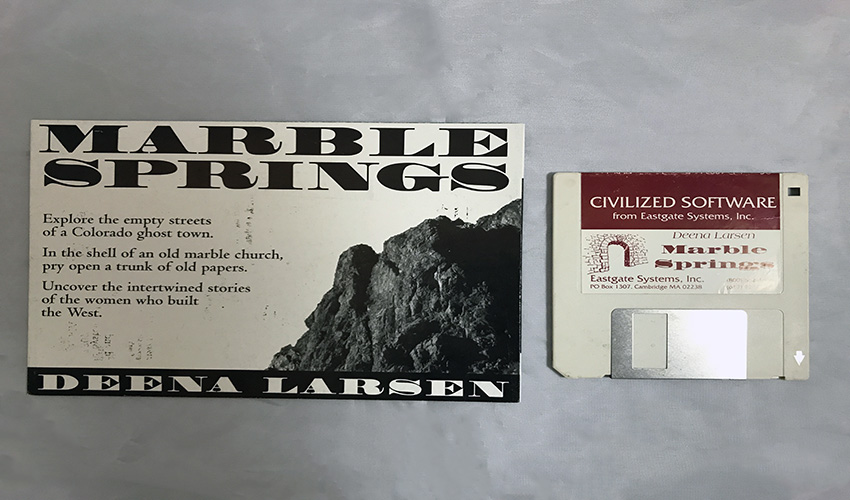 MARBLE
SPRINGS
Explore the empty streets
of a Colorado ghost town.
In the shell of an old marble church,
pry open a trunk of old papers.
Uncover the intertwined stories
of the women who built
the West.
DEENA LARSEN
CIVILIZED SOFTWARE
from Eastgate Systems, Inc.
Deena Larsen
Marble
Springs
Eastgate Systems, Inc.
PO Box 1307, Cambridge MA 02238